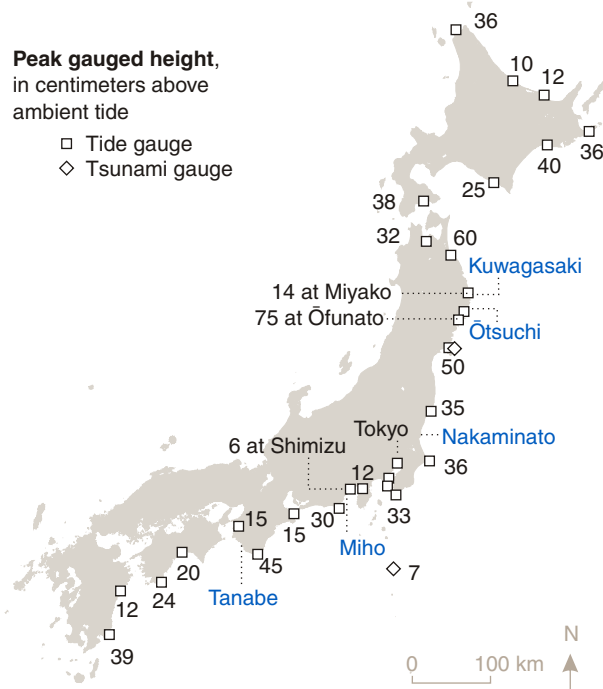 Peak gauged height,
in centimeters above
ambient tide
Tide gauge
Tsunami gauge
36
10
12
36
40
25
38
32
60
Kuwagasaki
14 at Miyako
75 at Ōfunato
Ōtsuchi
50
35
Tokyo
Nakaminato
6 at Shimizu
36
12
33
30
15
15
Miho
45
20
7
24
Tanabe
12
39
N
0 100 km